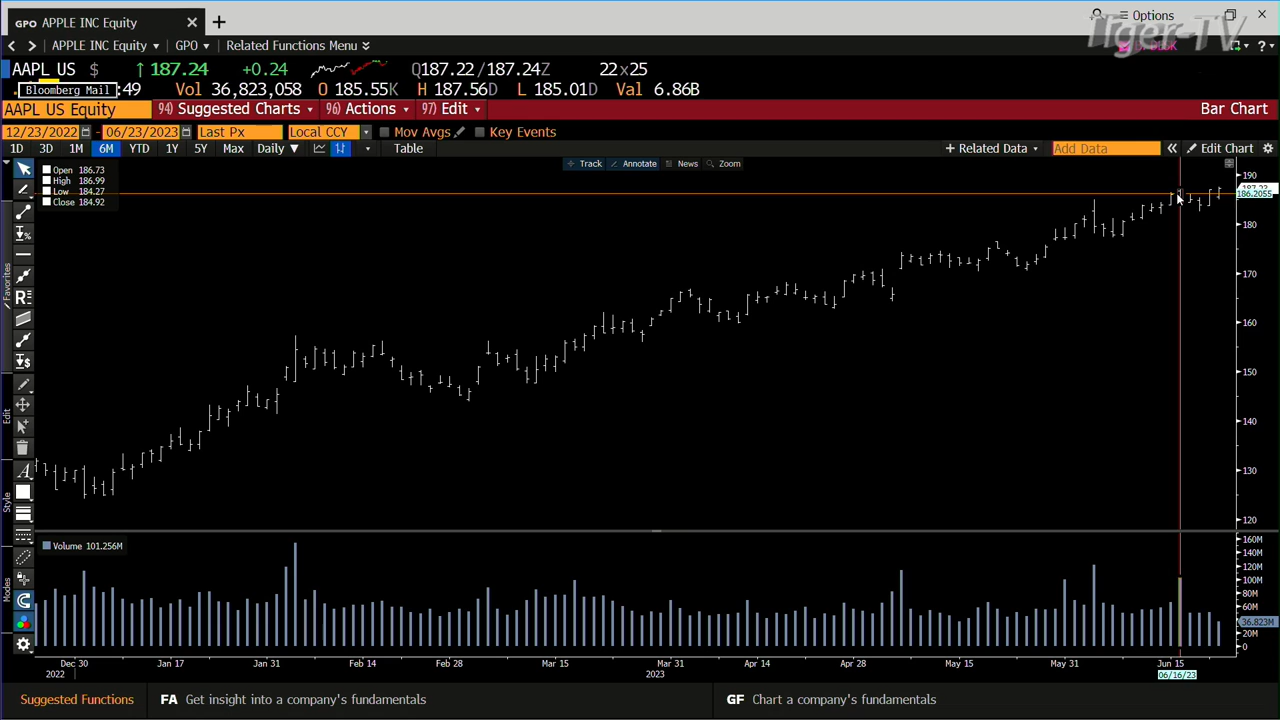 GPO APPLE INC Equity
Options
Tiger-TV
APPLE INC Equity GPO Related Functions Menu
AAPL US $ ↑ 187.24 +0.24 Q187.22/187.24Z 22x25
Bloomberg Mail :49 Vol 36,823,058 O 185.55K H 187.56D L 185.01D Val 6.86B
AAPL US Equity 94) Suggested Charts 96) Actions 97) Edit Bar Chart
12/23/2022 - 06/23/2023 Last Px Local CCY Mov Avgs Key Events
1D 3D 1M 6M YTD 1Y 5Y Max Daily Table + Related Data Add Data Edit Chart
Track Annotate News Zoom
Open 186.73
High 186.99
Low 184.27
Close 184.92
190
186.2055
180
170
160
150
140
130
120
Favorites
Edit
Style
Modes
Volume 101.256M
160M
140M
120M
100M
80M
60M
36.823M
20M
0
Dec 30 Jan 17 Jan 31 Feb 14 Feb 28 Mar 15 Mar 31 Apr 14 Apr 28 May 15 May 31 Jun 15
2022 2023 06/16/23
Suggested Functions FA Get insight into a company's fundamentals GF Chart a company's fundamentals